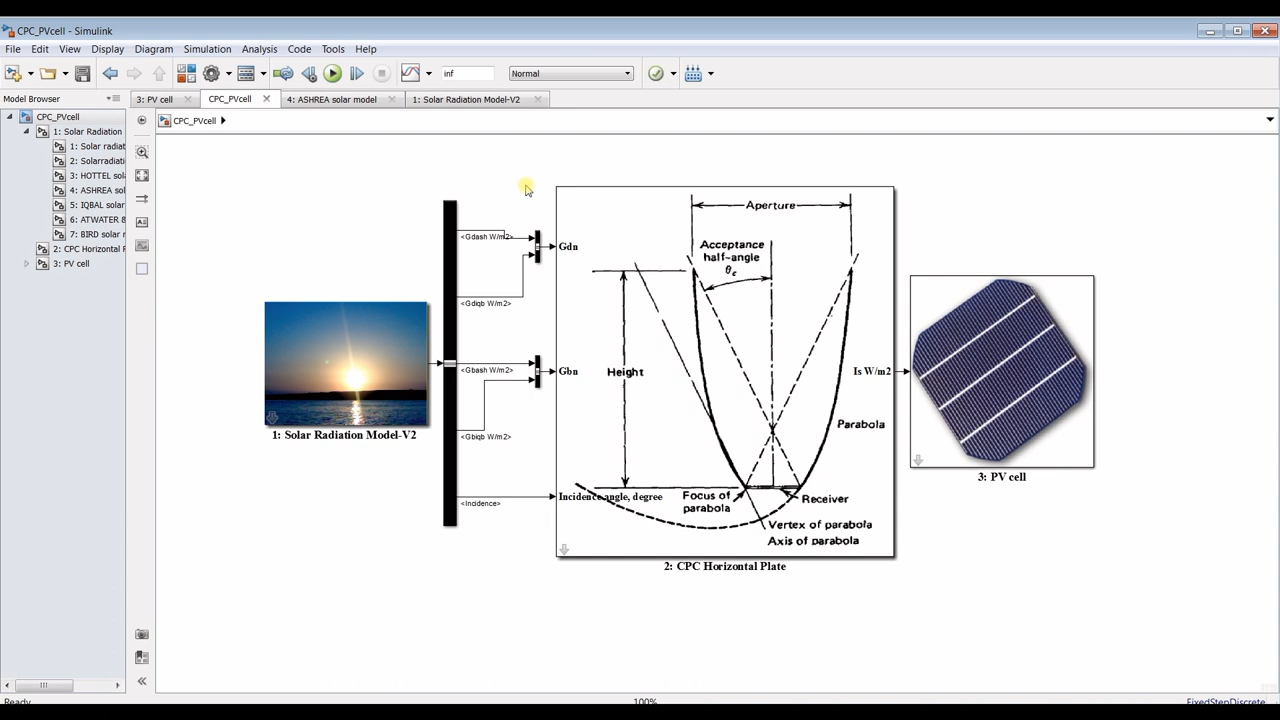 CPC_PVcell - Simulink
File Edit View Display Diagram Simulation Analysis Code Tools Help
inf Normal
Model Browser
3: PV cell
CPC_PVcell
4: ASHREA solar model
1: Solar Radiation Model-V2
CPC_PVcell
CPC_PVcell
1: Solar Radiation
1: Solar radiat
2: Solarradiati
3: HOTTEL sol
4: ASHREA sol
5: IQBAL solar
6: ATWATER &
7: BIRD solar r
2: CPC Horizontal P
3: PV cell
<Gdash W/m2>
<Gdiqb W/m2>
<Gbash W/m2>
<Gbiqb W/m2>
<Incidence>
Gdn
Gbn
Incidence angle, degree
Aperture
Acceptance
half-angle
θc
Height
Parabola
Focus of
parabola
Receiver
Vertex of parabola
Axis of parabola
Is W/m2
1: Solar Radiation Model-V2
2: CPC Horizontal Plate
3: PV cell
Ready
100%
FixedStepDiscrete